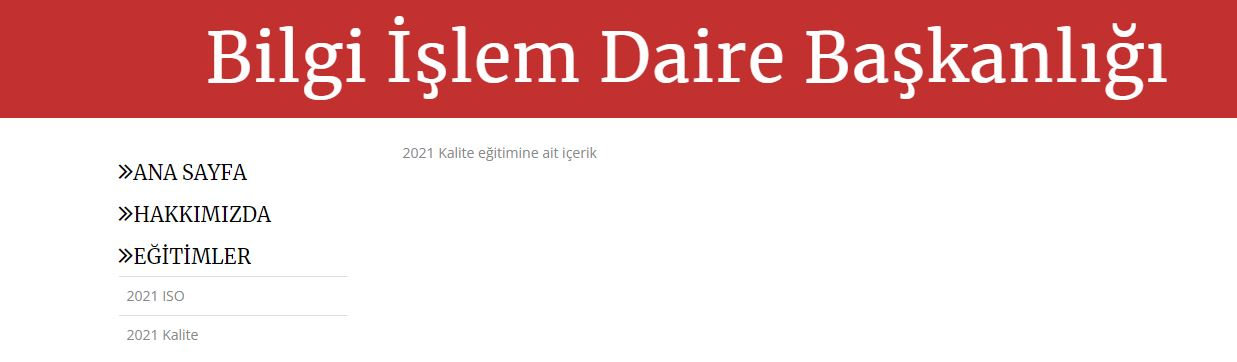 Bilgi İşlem Daire Başkanlığı
2021 Kalite eğitimine ait içerik
ANA SAYFA
HAKKIMIZDA
EĞİTİMLER
2021 ISO
2021 Kalite